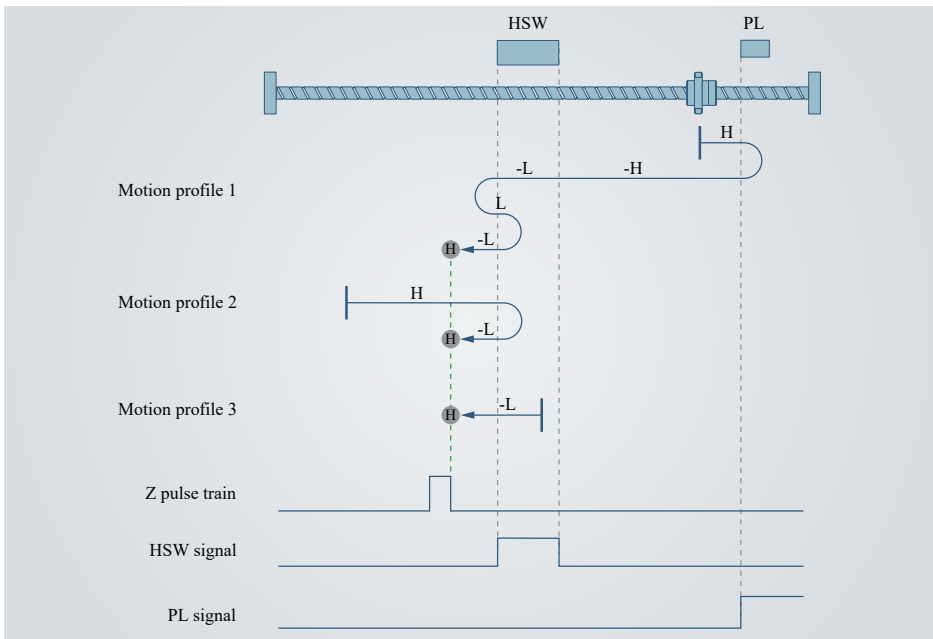 HSW PL
H
-L -H
Motion profile 1
L
-L
H
H
Motion profile 2
-L
H
-L
Motion profile 3
H
Z pulse train
HSW signal
PL signal